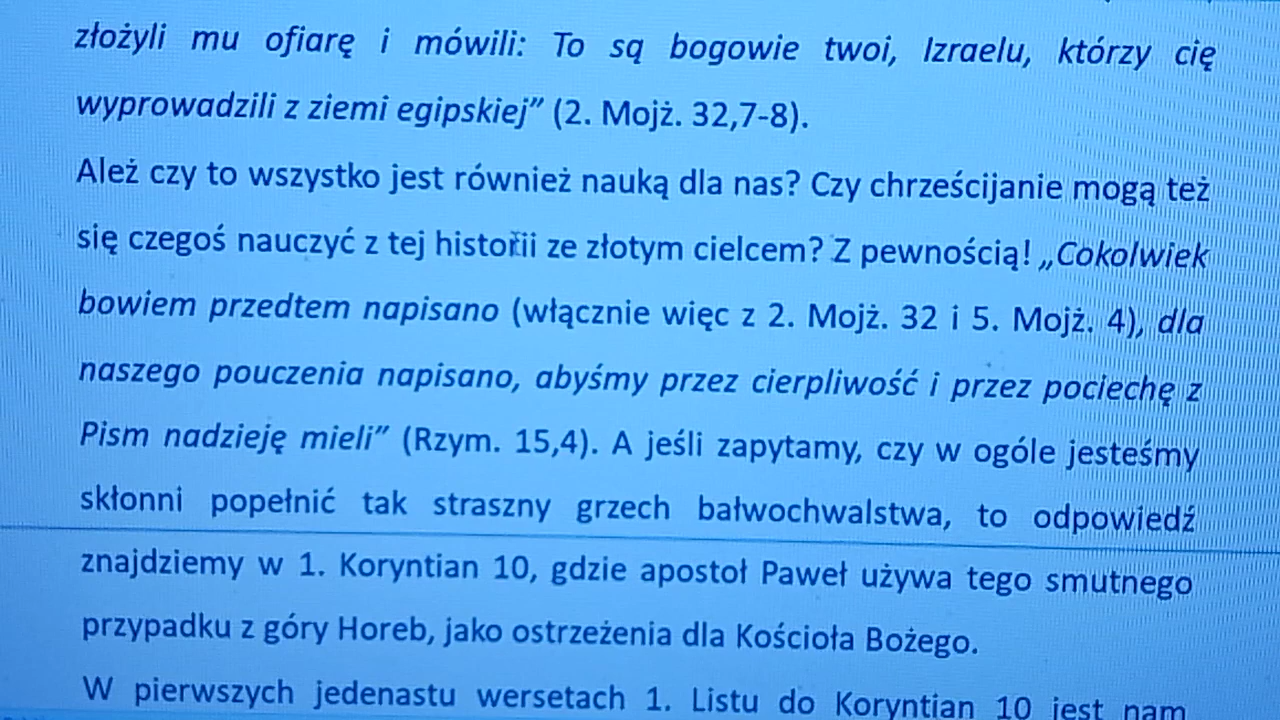 złożyli mu ofiarę i mówili: To są bogowie twoi, Izraelu, którzy cię
wyprowadzili z ziemi egipskiej” (2. Mojż. 32,7-8).
Ależ czy to wszystko jest również nauką dla nas? Czy chrześcijanie mogą też
się czegoś nauczyć z tej historii ze złotym cielcem? Z pewnością! „Cokolwiek
bowiem przedtem napisano (włącznie więc z 2. Mojż. 32 i 5. Mojż. 4), dla
naszego pouczenia napisano, abyśmy przez cierpliwość i przez pociechę z
Pism nadzieję mieli” (Rzym. 15,4). A jeśli zapytamy, czy w ogóle jesteśmy
skłonni popełnić tak straszny grzech bałwochwalstwa, to odpowiedź
znajdziemy w 1. Koryntian 10, gdzie apostoł Paweł używa tego smutnego
przypadku z góry Horeb, jako ostrzeżenia dla Kościoła Bożego.
W pierwszych jedenastu wersetach 1. Listu do Koryntian 10 jest nam